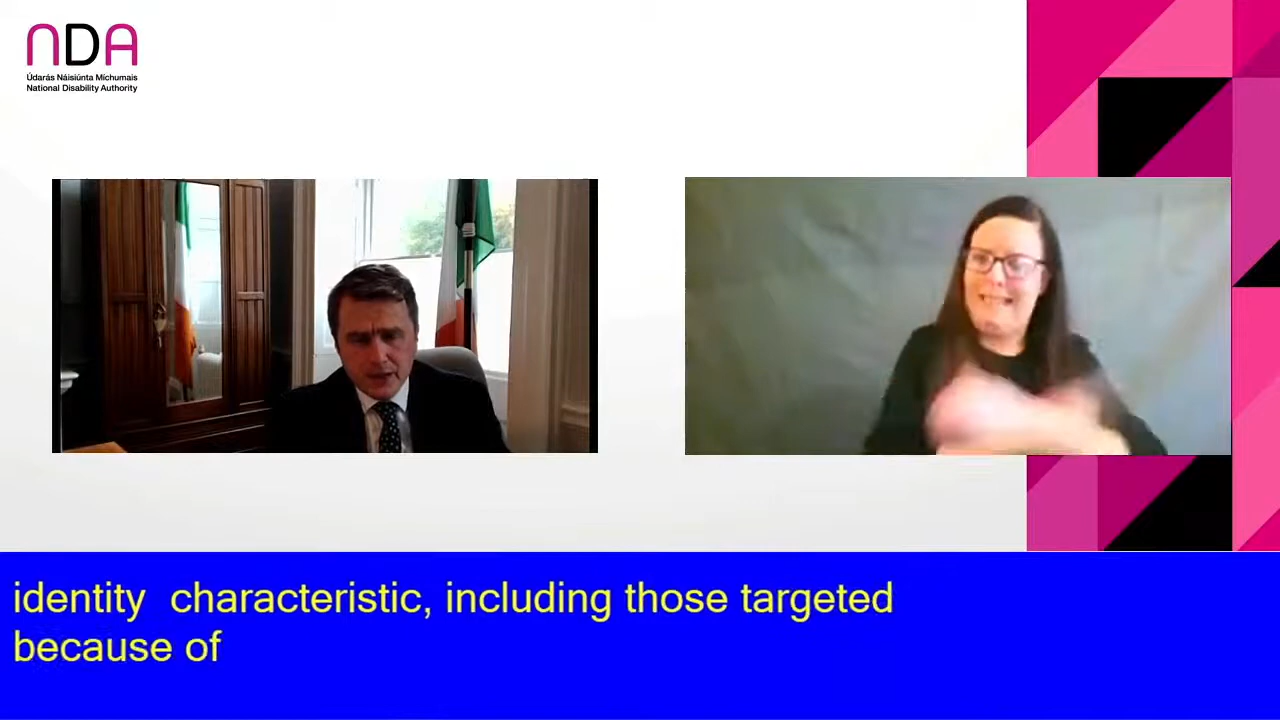 NDA
Údarás Náisiúnta Míchumais
National Disability Authority
identity  characteristic, including those targeted
because of